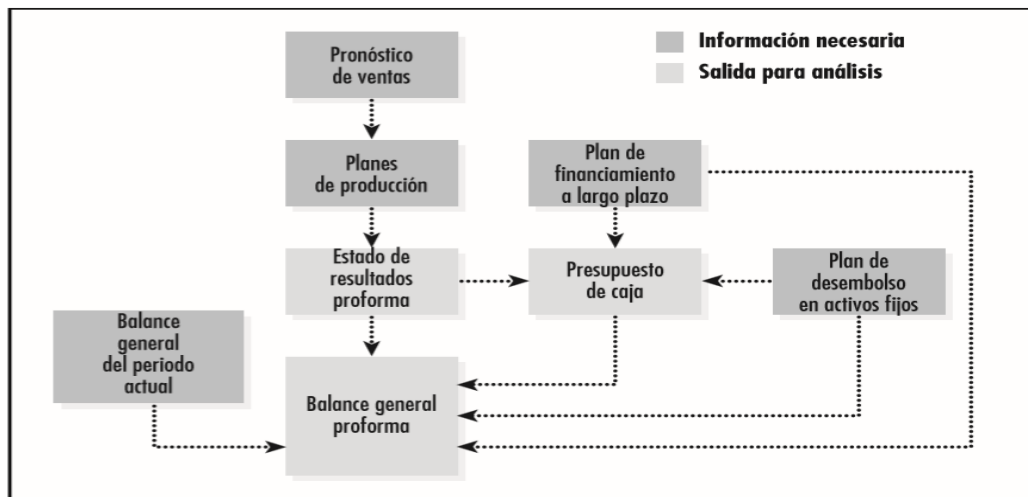 Pronóstico
de ventas
Información necesaria
Salida para análisis
Planes
de producción
Plan de
financiamiento
a largo plazo
Estado de
resultados
proforma
Presupuesto
de caja
Plan de
desembolso
en activos fijos
Balance
general
del periodo
actual
Balance general
proforma